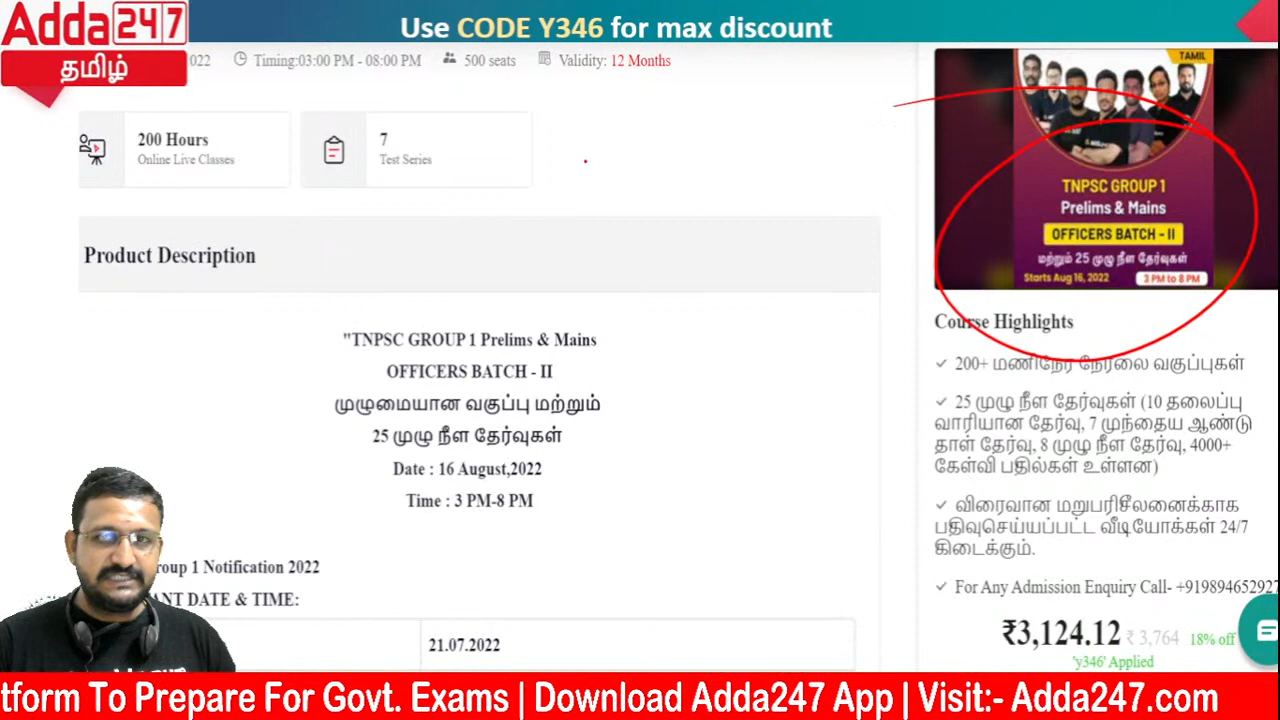 Adda247
தமிழ்
Use CODE Y346 for max discount
022 Timing:03:00 PM - 08:00 PM 500 seats Validity: 12 Months
200 Hours
Online Live Classes
7
Test Series
Product Description
"TNPSC GROUP 1 Prelims & Mains
OFFICERS BATCH - II
முழுமையான வகுப்பு மற்றும்
25 முழு நீள தேர்வுகள்
Date : 16 August,2022
Time : 3 PM-8 PM
roup 1 Notification 2022
ANT DATE & TIME:
21.07.2022
TAMIL
TNPSC GROUP 1
Prelims & Mains
OFFICERS BATCH - II
மற்றும் 25 முழு நீள தேர்வுகள்
Starts Aug 16, 2022 3 PM to 8 PM
Course Highlights
200+ மணிநேர நேரலை வகுப்புகள்
25 முழு நீள தேர்வுகள் (10 தலைப்பு
வாரியான தேர்வு, 7 முந்தைய ஆண்டு
தாள் தேர்வு, 8 முழு நீள தேர்வு, 4000+
கேள்வி பதில்கள் உள்ளன)
விரைவான மறுபரிசீலனைக்காக
பதிவுசெய்யப்பட்ட வீடியோக்கள் 24/7
கிடைக்கும்.
For Any Admission Enquiry Call- +919894652927
₹3,124.12 ₹ 3,764 18% off
'y346' Applied
tform To Prepare For Govt. Exams | Download Adda247 App | Visit:- Adda247.com